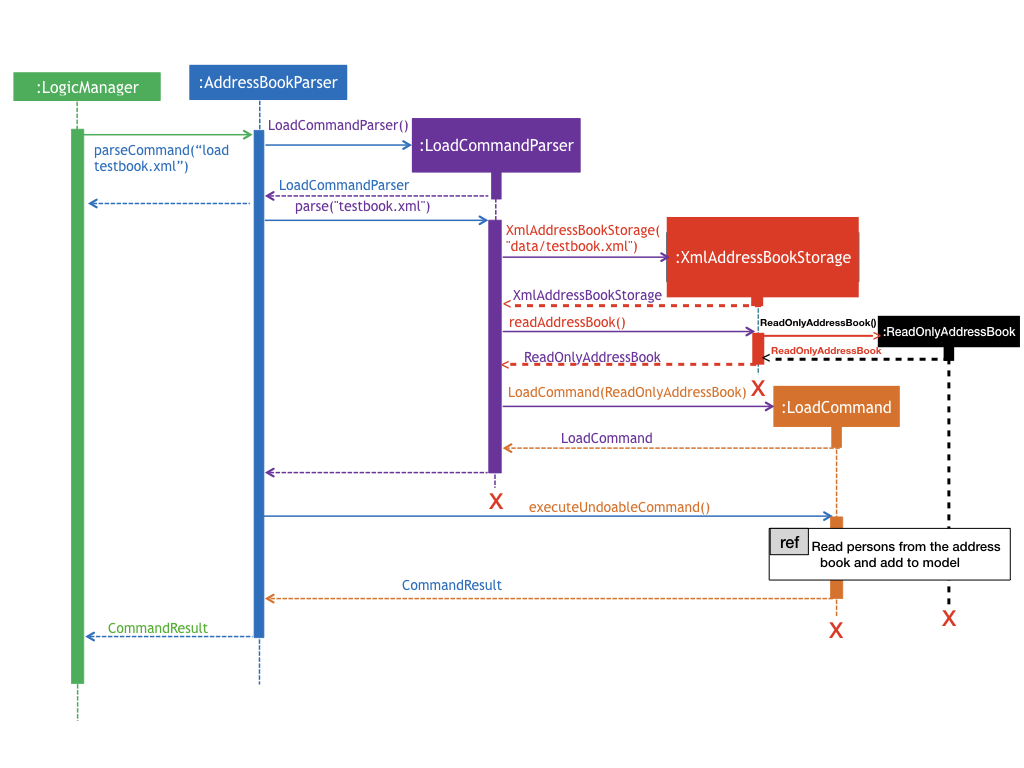 :LogicManager
:AddressBookParser
LoadCommandParser()
:LoadCommandParser
parseCommand(“load
testbook.xml”)
LoadCommandParser
parse("testbook.xml")
XmlAddressBookStorage(
"data/testbook.xml")
:XmlAddressBookStorage
XmlAddressBookStorage
readAddressBook()
ReadOnlyAddressBook()
:ReadOnlyAddressBook
ReadOnlyAddressBook
ReadOnlyAddressBook
X
LoadCommand(ReadOnlyAddressBook)
:LoadCommand
LoadCommand
X
executeUndoableCommand()
ref
Read persons from the address
book and add to model
CommandResult
X
CommandResult
X